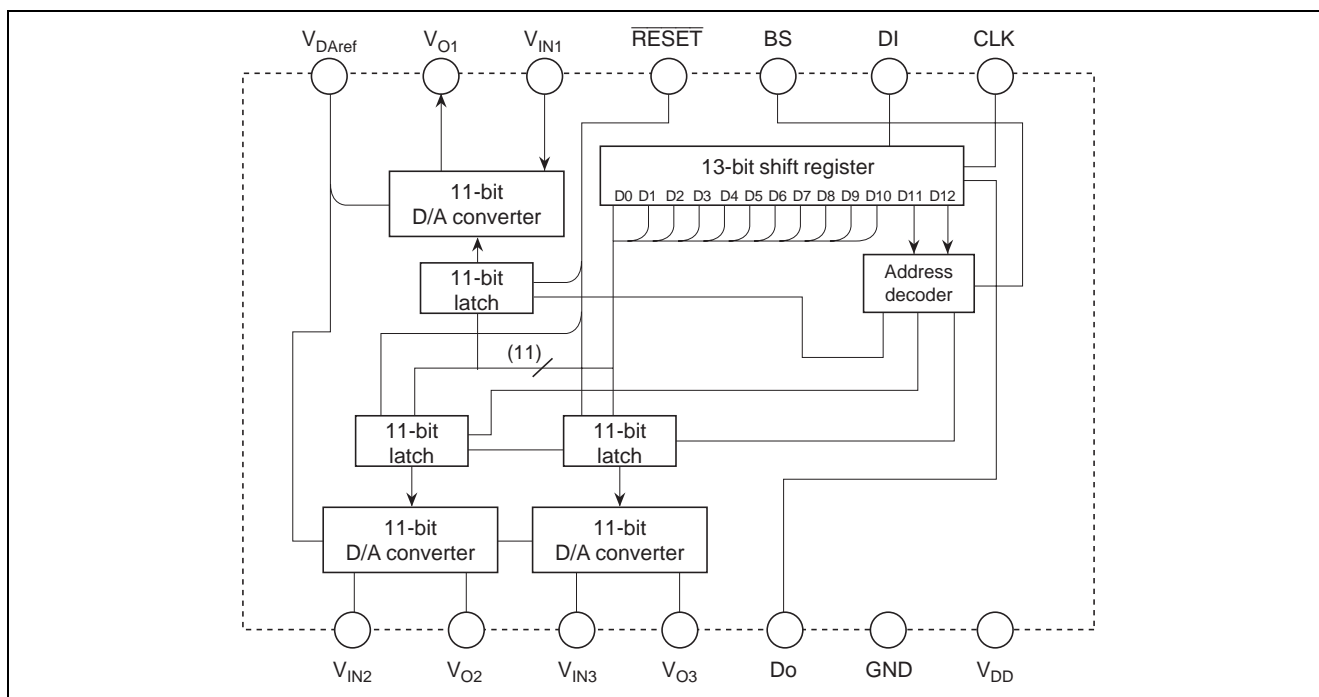 V_DAref V_O1 V_IN1 RESET BS DI CLK
13-bit shift register
D0 D1 D2 D3 D4 D5 D6 D7 D8 D9 D10 D11 D12
11-bit
D/A converter
11-bit
latch
Address
decoder
(11)
11-bit
latch
11-bit
latch
11-bit
D/A converter
11-bit
D/A converter
V_IN2 V_O2 V_IN3 V_O3 Do GND V_DD